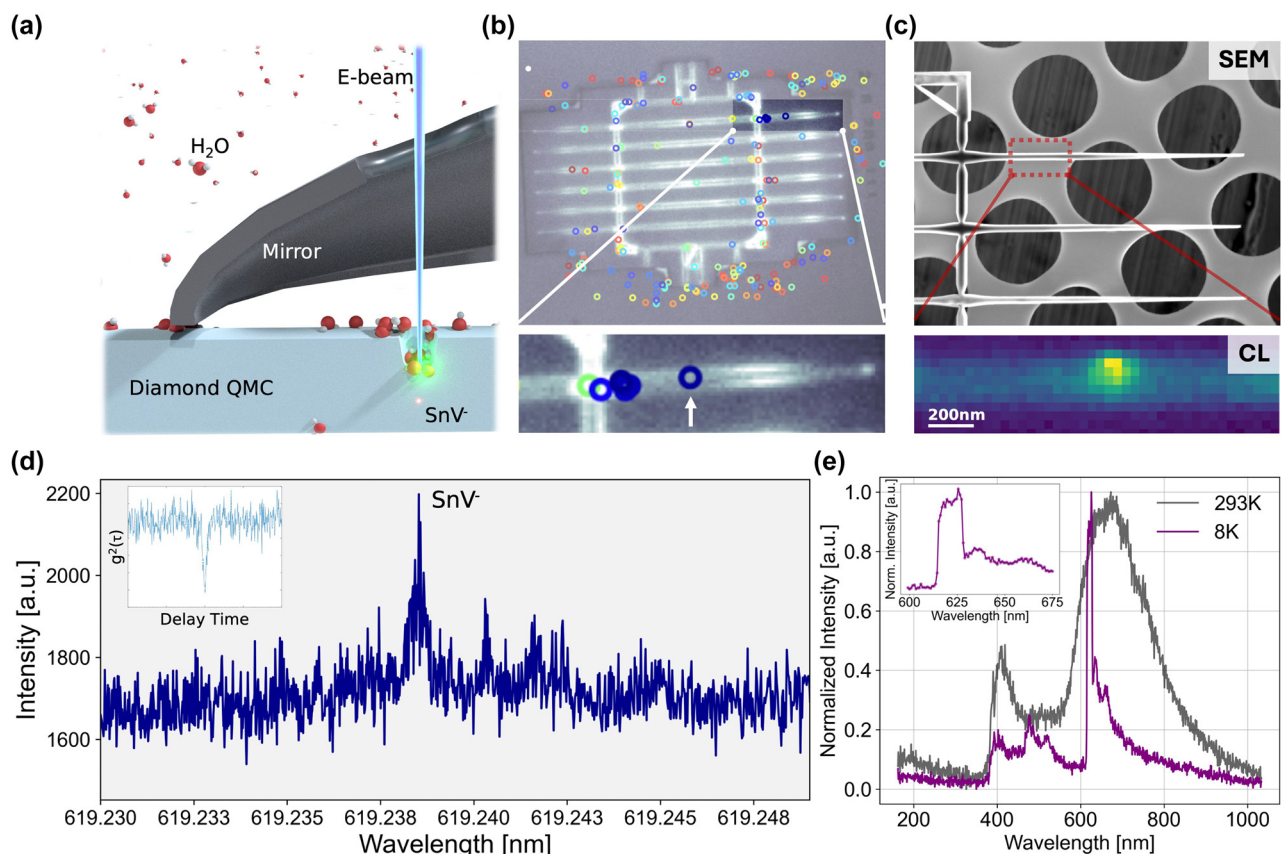 (a)
E-beam
H₂O
Mirror
Diamond QMC
SnV⁻
(b)
(c)
SEM
CL
200nm
(d)
2200
2000
1800
1600
Intensity [a.u.]
SnV⁻
g²(τ)
Delay Time
619.230 619.233 619.235 619.238 619.240 619.243 619.245 619.248
Wavelength [nm]
(e)
1.0
0.8
0.6
0.4
0.2
0.0
Normalized Intensity [a.u.]
293K
8K
Norm. Intensity [a.u.]
600 625 650 675
Wavelength [nm]
200 400 600 800 1000
Wavelength [nm]